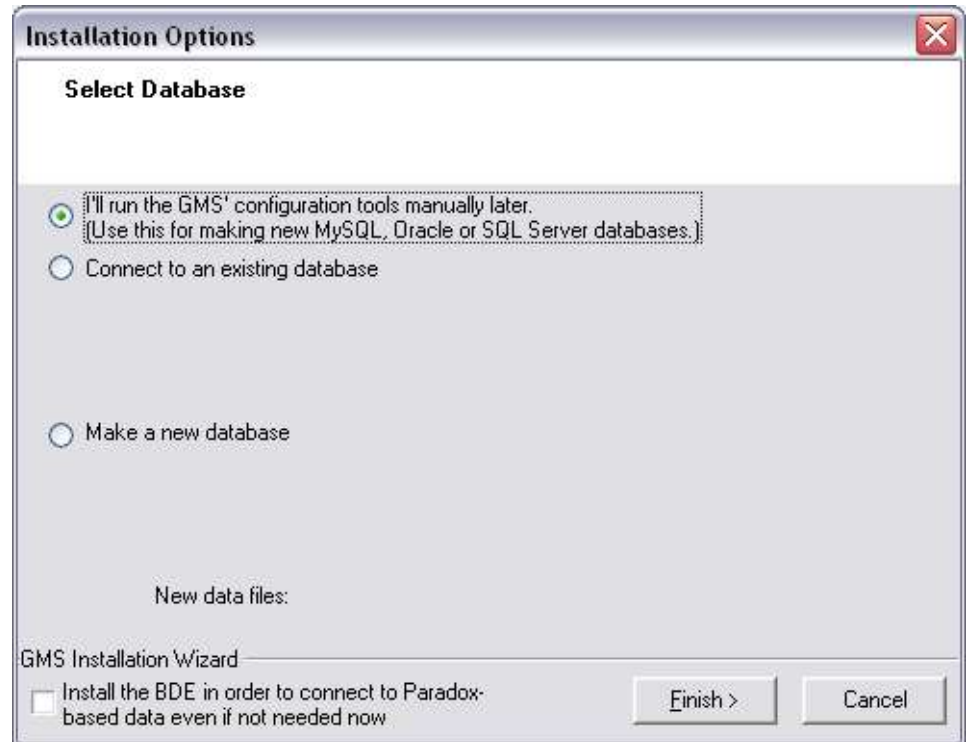 Installation Options
Select Database
I'll run the GMS' configuration tools manually later.
(Use this for making new MySQL, Oracle or SQL Server databases.)
Connect to an existing database
Make a new database
New data files:
GMS Installation Wizard
Install the BDE in order to connect to Paradox-
based data even if not needed now
Finish >
Cancel